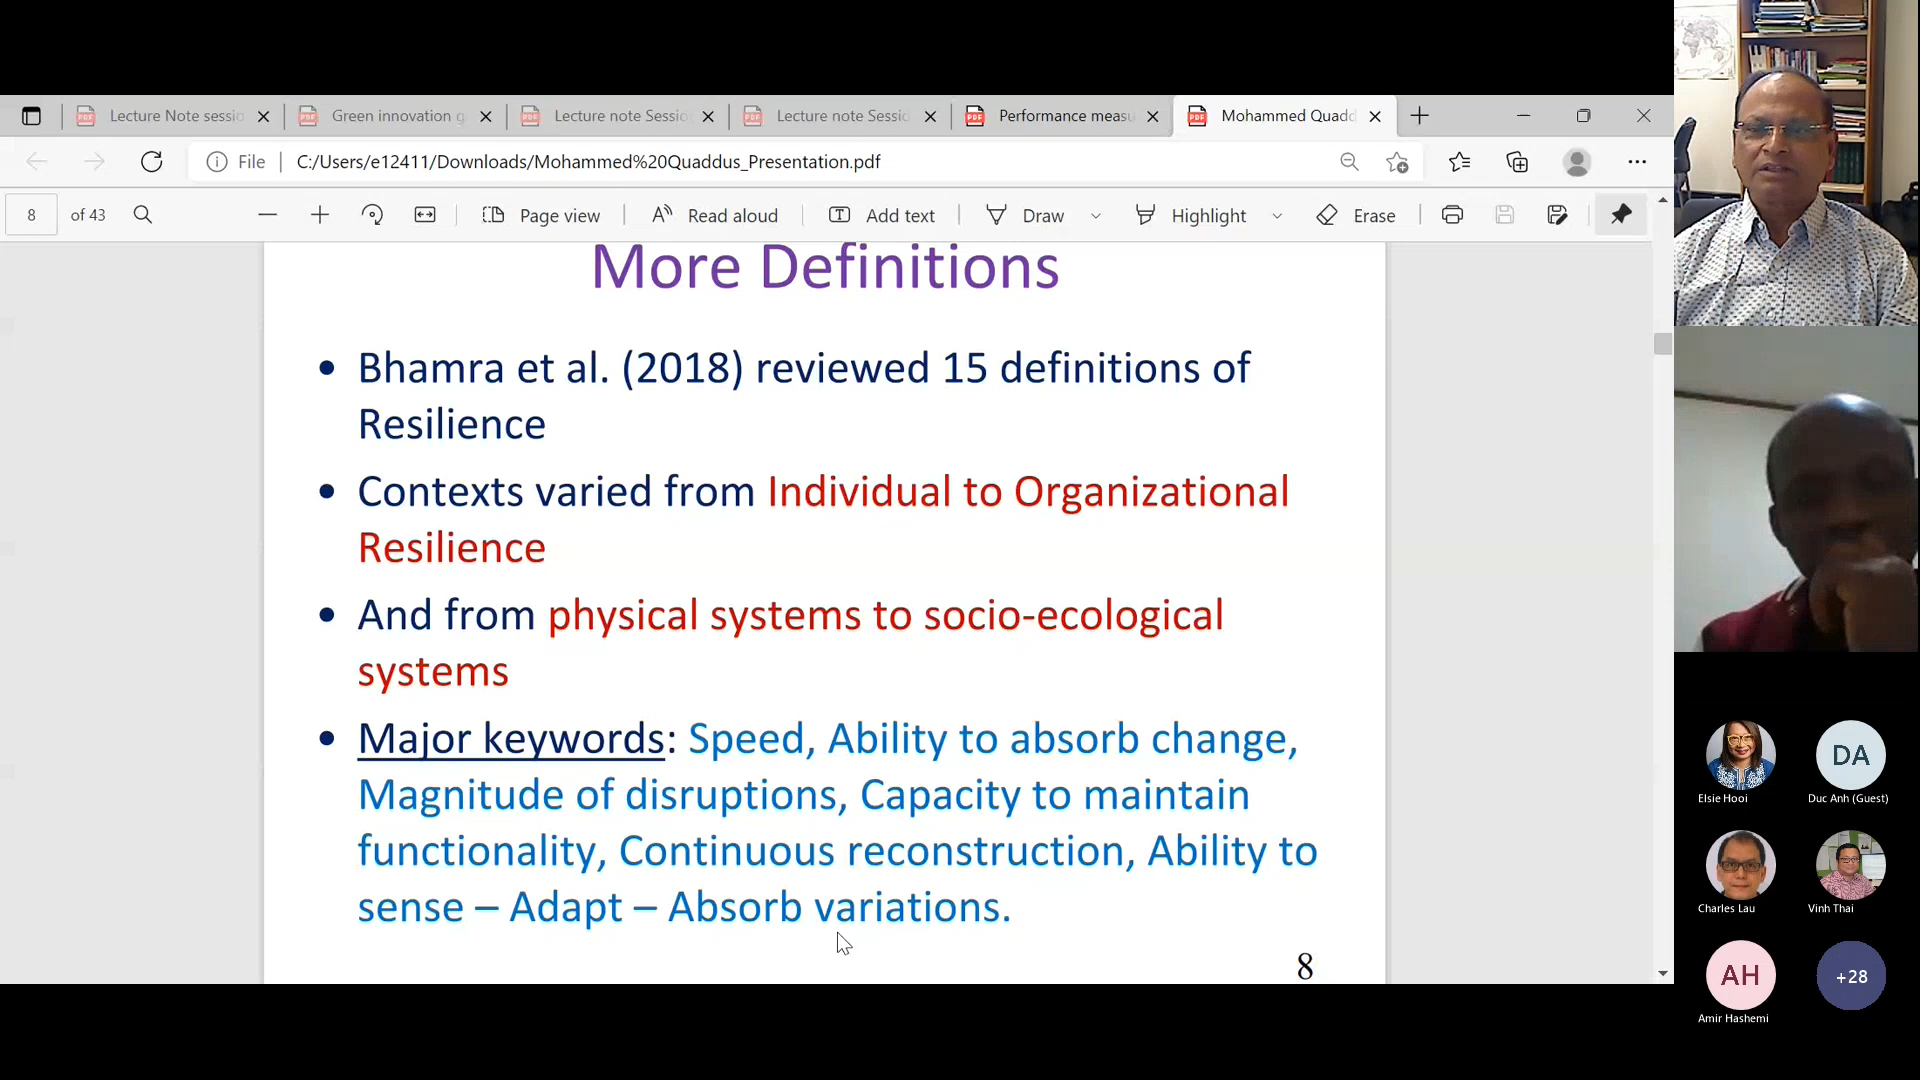 Lecture Note sessi
Green innovation g
Lecture note Sessio
Lecture note Sessio
Performance measu
Mohammed Quadd
File
C:/Users/e12411/Downloads/Mohammed%20Quaddus_Presentation.pdf
8 of 43
Page view
Read aloud
Add text
Draw
Highlight
Erase
More Definitions
• Bhamra et al. (2018) reviewed 15 definitions of
Resilience
• Contexts varied from Individual to Organizational
Resilience
• And from physical systems to socio-ecological
systems
• Major keywords: Speed, Ability to absorb change,
Magnitude of disruptions, Capacity to maintain
functionality, Continuous reconstruction, Ability to
sense – Adapt – Absorb variations.
8
DA
Elsie Hooi
Duc Anh (Guest)
Charles Lau
Vinh Thai
AH
+28
Amir Hashemi